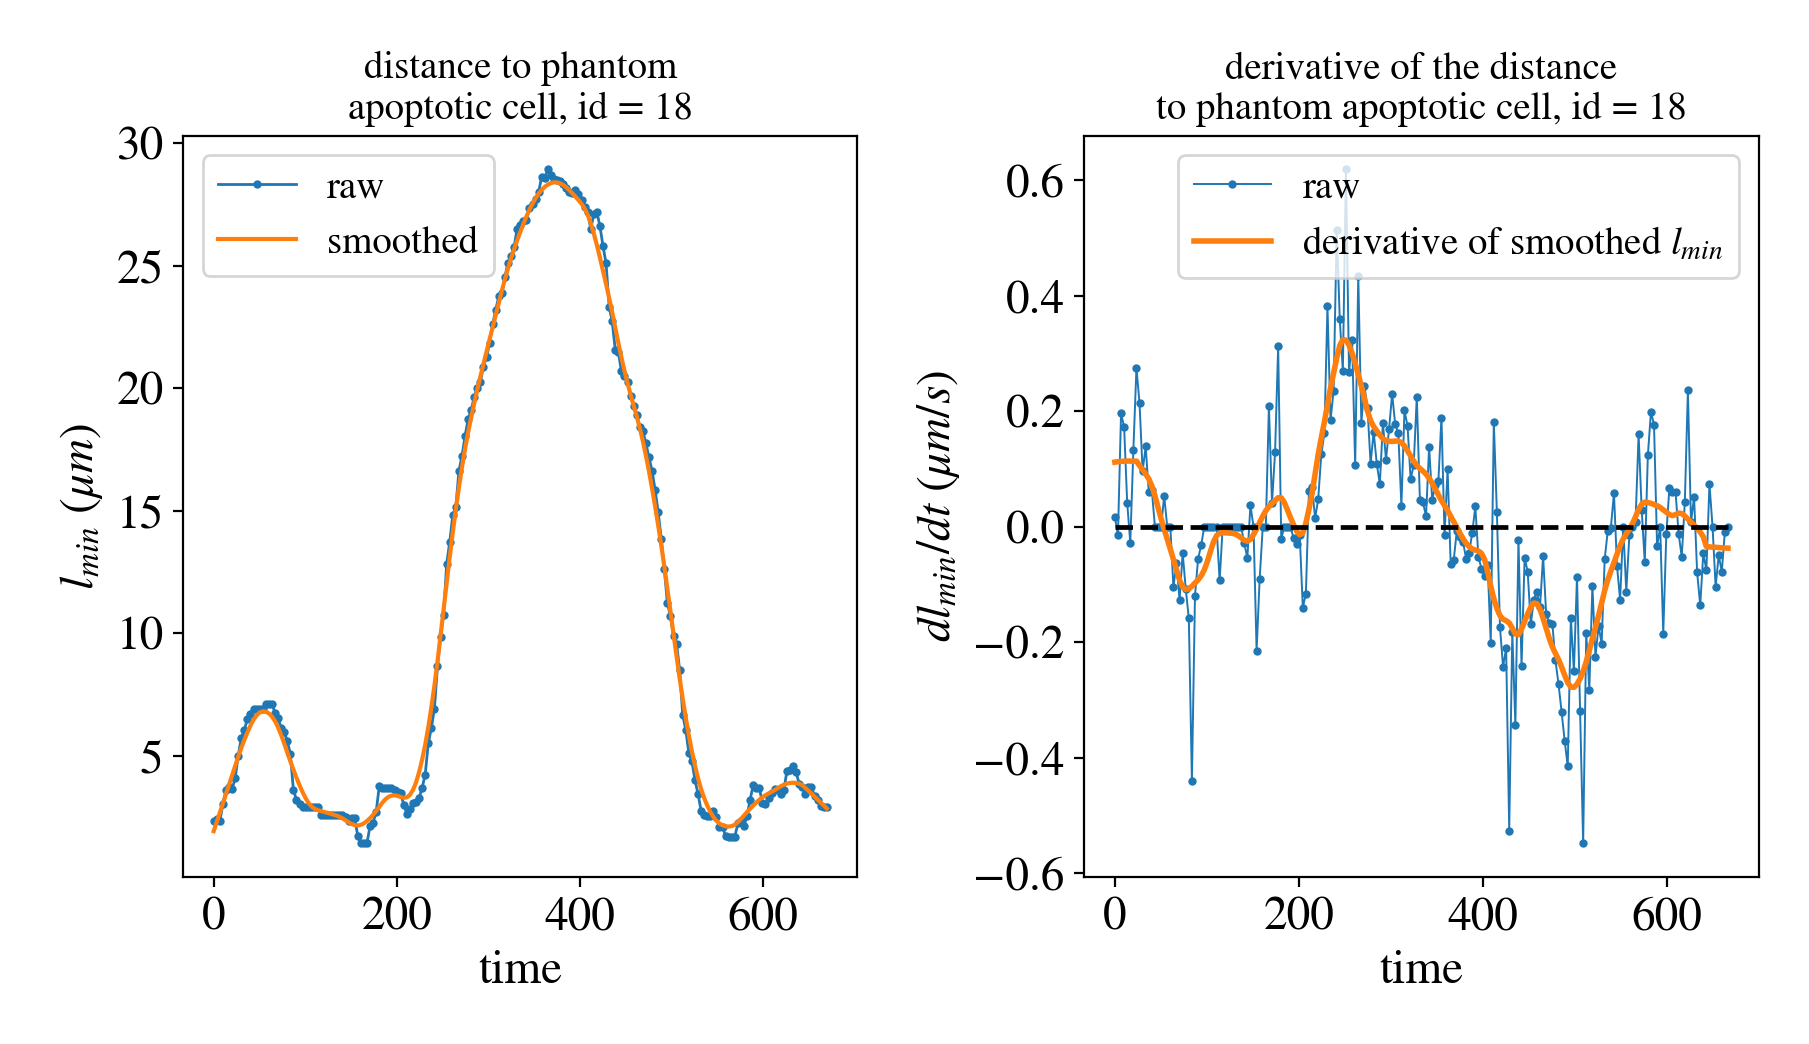 distance to phantom
apoptotic cell, id = 18
30
25
20
15
10
5
l_min (μm)
raw
smoothed
0 200 400 600
time
derivative of the distance
to phantom apoptotic cell, id = 18
0.6
0.4
0.2
0.0
−0.2
−0.4
−0.6
dl_min/dt (μm/s)
raw
derivative of smoothed l_min
0 200 400 600
time